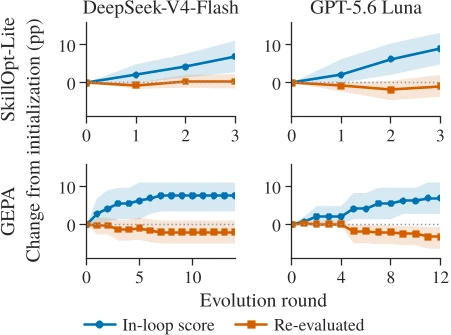 DeepSeek-V4-Flash GPT-5.6 Luna
SkillOpt-Lite
GEPA
Change from initialization (pp)
10
0
0 1 2 3
10
0
0 1 2 3
10
0
0 5 10
10
0
0 4 8 12
Evolution round
In-loop score Re-evaluated